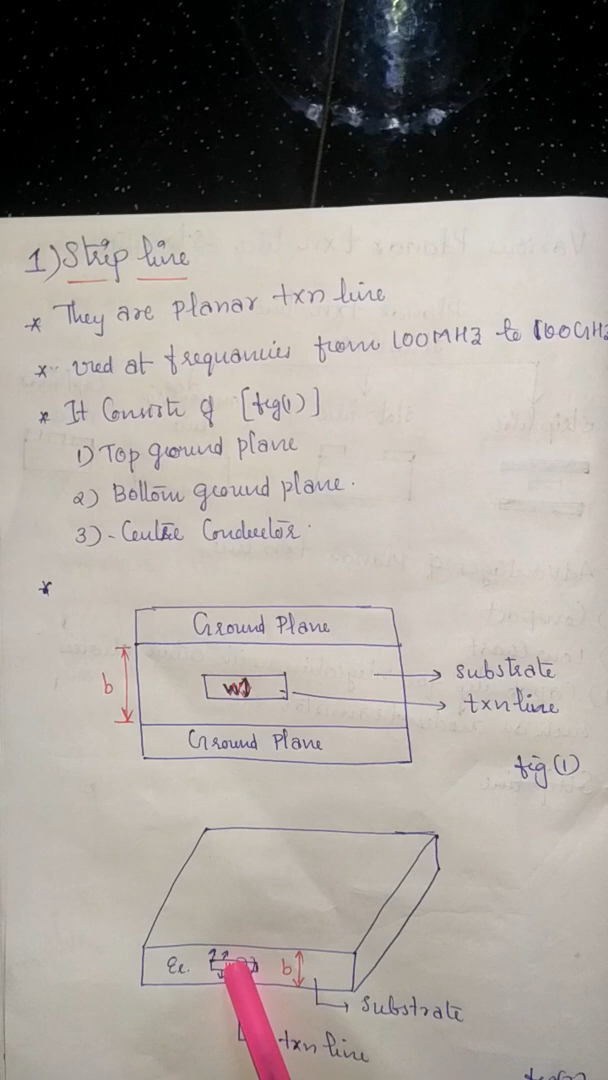 1) Strip line
* They are planar txn line
* used at frequancies from 100MHz to 100GHz
* It Consists of [fig(1)]
1) Top ground plane
2) Bottom ground plane.
3) - Centre Conductor.
*
Ground Plane
b
w
substrate
txn line
Ground Plane
fig (1)
Er.
b
substrate
txn line